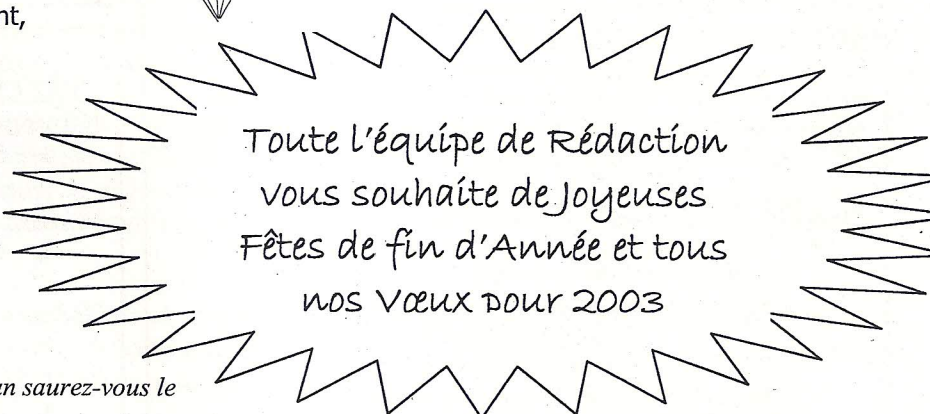 nt,
Toute l'équipe de Rédaction
vous souhaite de Joyeuses
Fêtes de fin d'Année et tous
nos Vœux pour 2003
an saurez-vous le